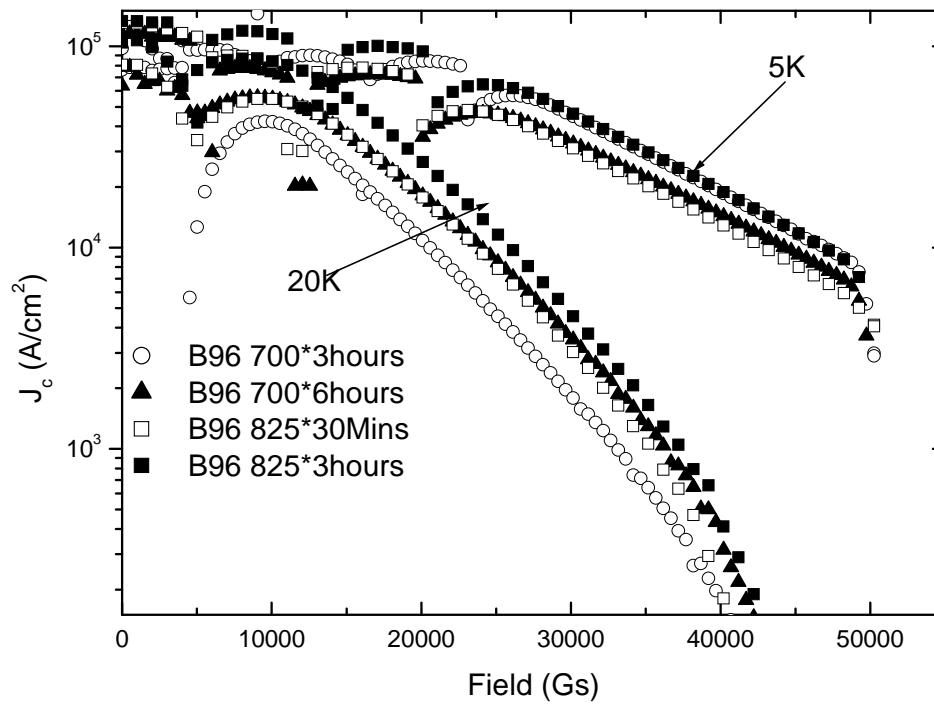 10^5
10^4
10^3
J_c (A/cm^2)
5K
20K
B96 700*3hours
B96 700*6hours
B96 825*30Mins
B96 825*3hours
0 10000 20000 30000 40000 50000
Field (Gs)